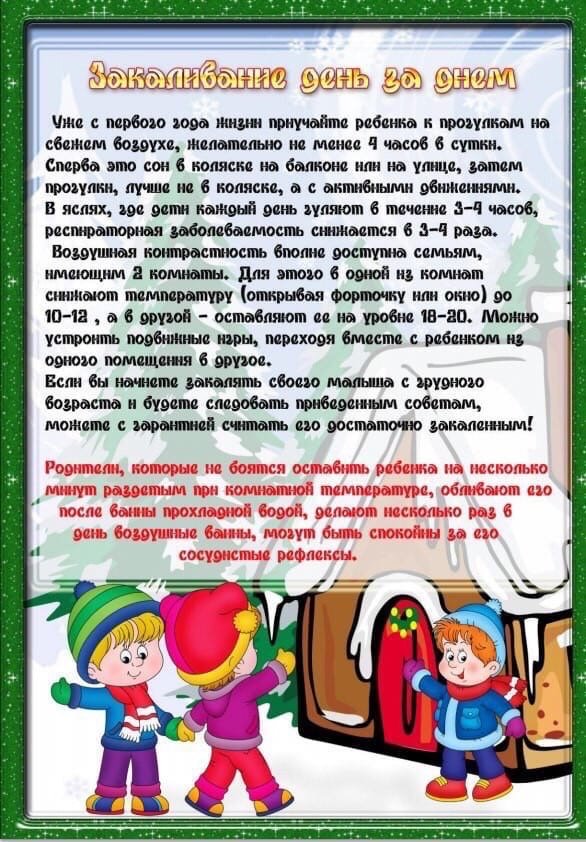 Закаливание день за днем
Уже с первого года жизни приучайте ребенка к прогулкам на
свежем воздухе, желательно не менее 4 часов в сутки.
Сперва это сон в коляске на балконе или на улице, затем
прогулки, лучше не в коляске, а с активными движениями.
В яслях, где дети каждый день гуляют в течение 3-4 часов,
респираторная заболеваемость снижается в 3-4 раза.
Воздушная контрастность вполне доступна семьям,
имеющим 2 комнаты. Для этого в одной из комнат
снижают температуру (открывая форточку или окно) до
10-12 , а в другой - оставляют ее на уровне 18-20. Можно
устроить подвижные игры, переходя вместе с ребенком из
одного помещения в другое.
Если вы начнете закалять своего малыша с грудного
возраста и будете следовать приведенным советам,
можете с гарантией считать его достаточно закаленным!
Родители, которые не боятся оставить ребенка на несколько
минут раздетым при комнатной температуре, обливают его
после ванны прохладной водой, делают несколько раз в
день воздушные ванны, могут быть спокойны за его
сосудистые рефлексы.